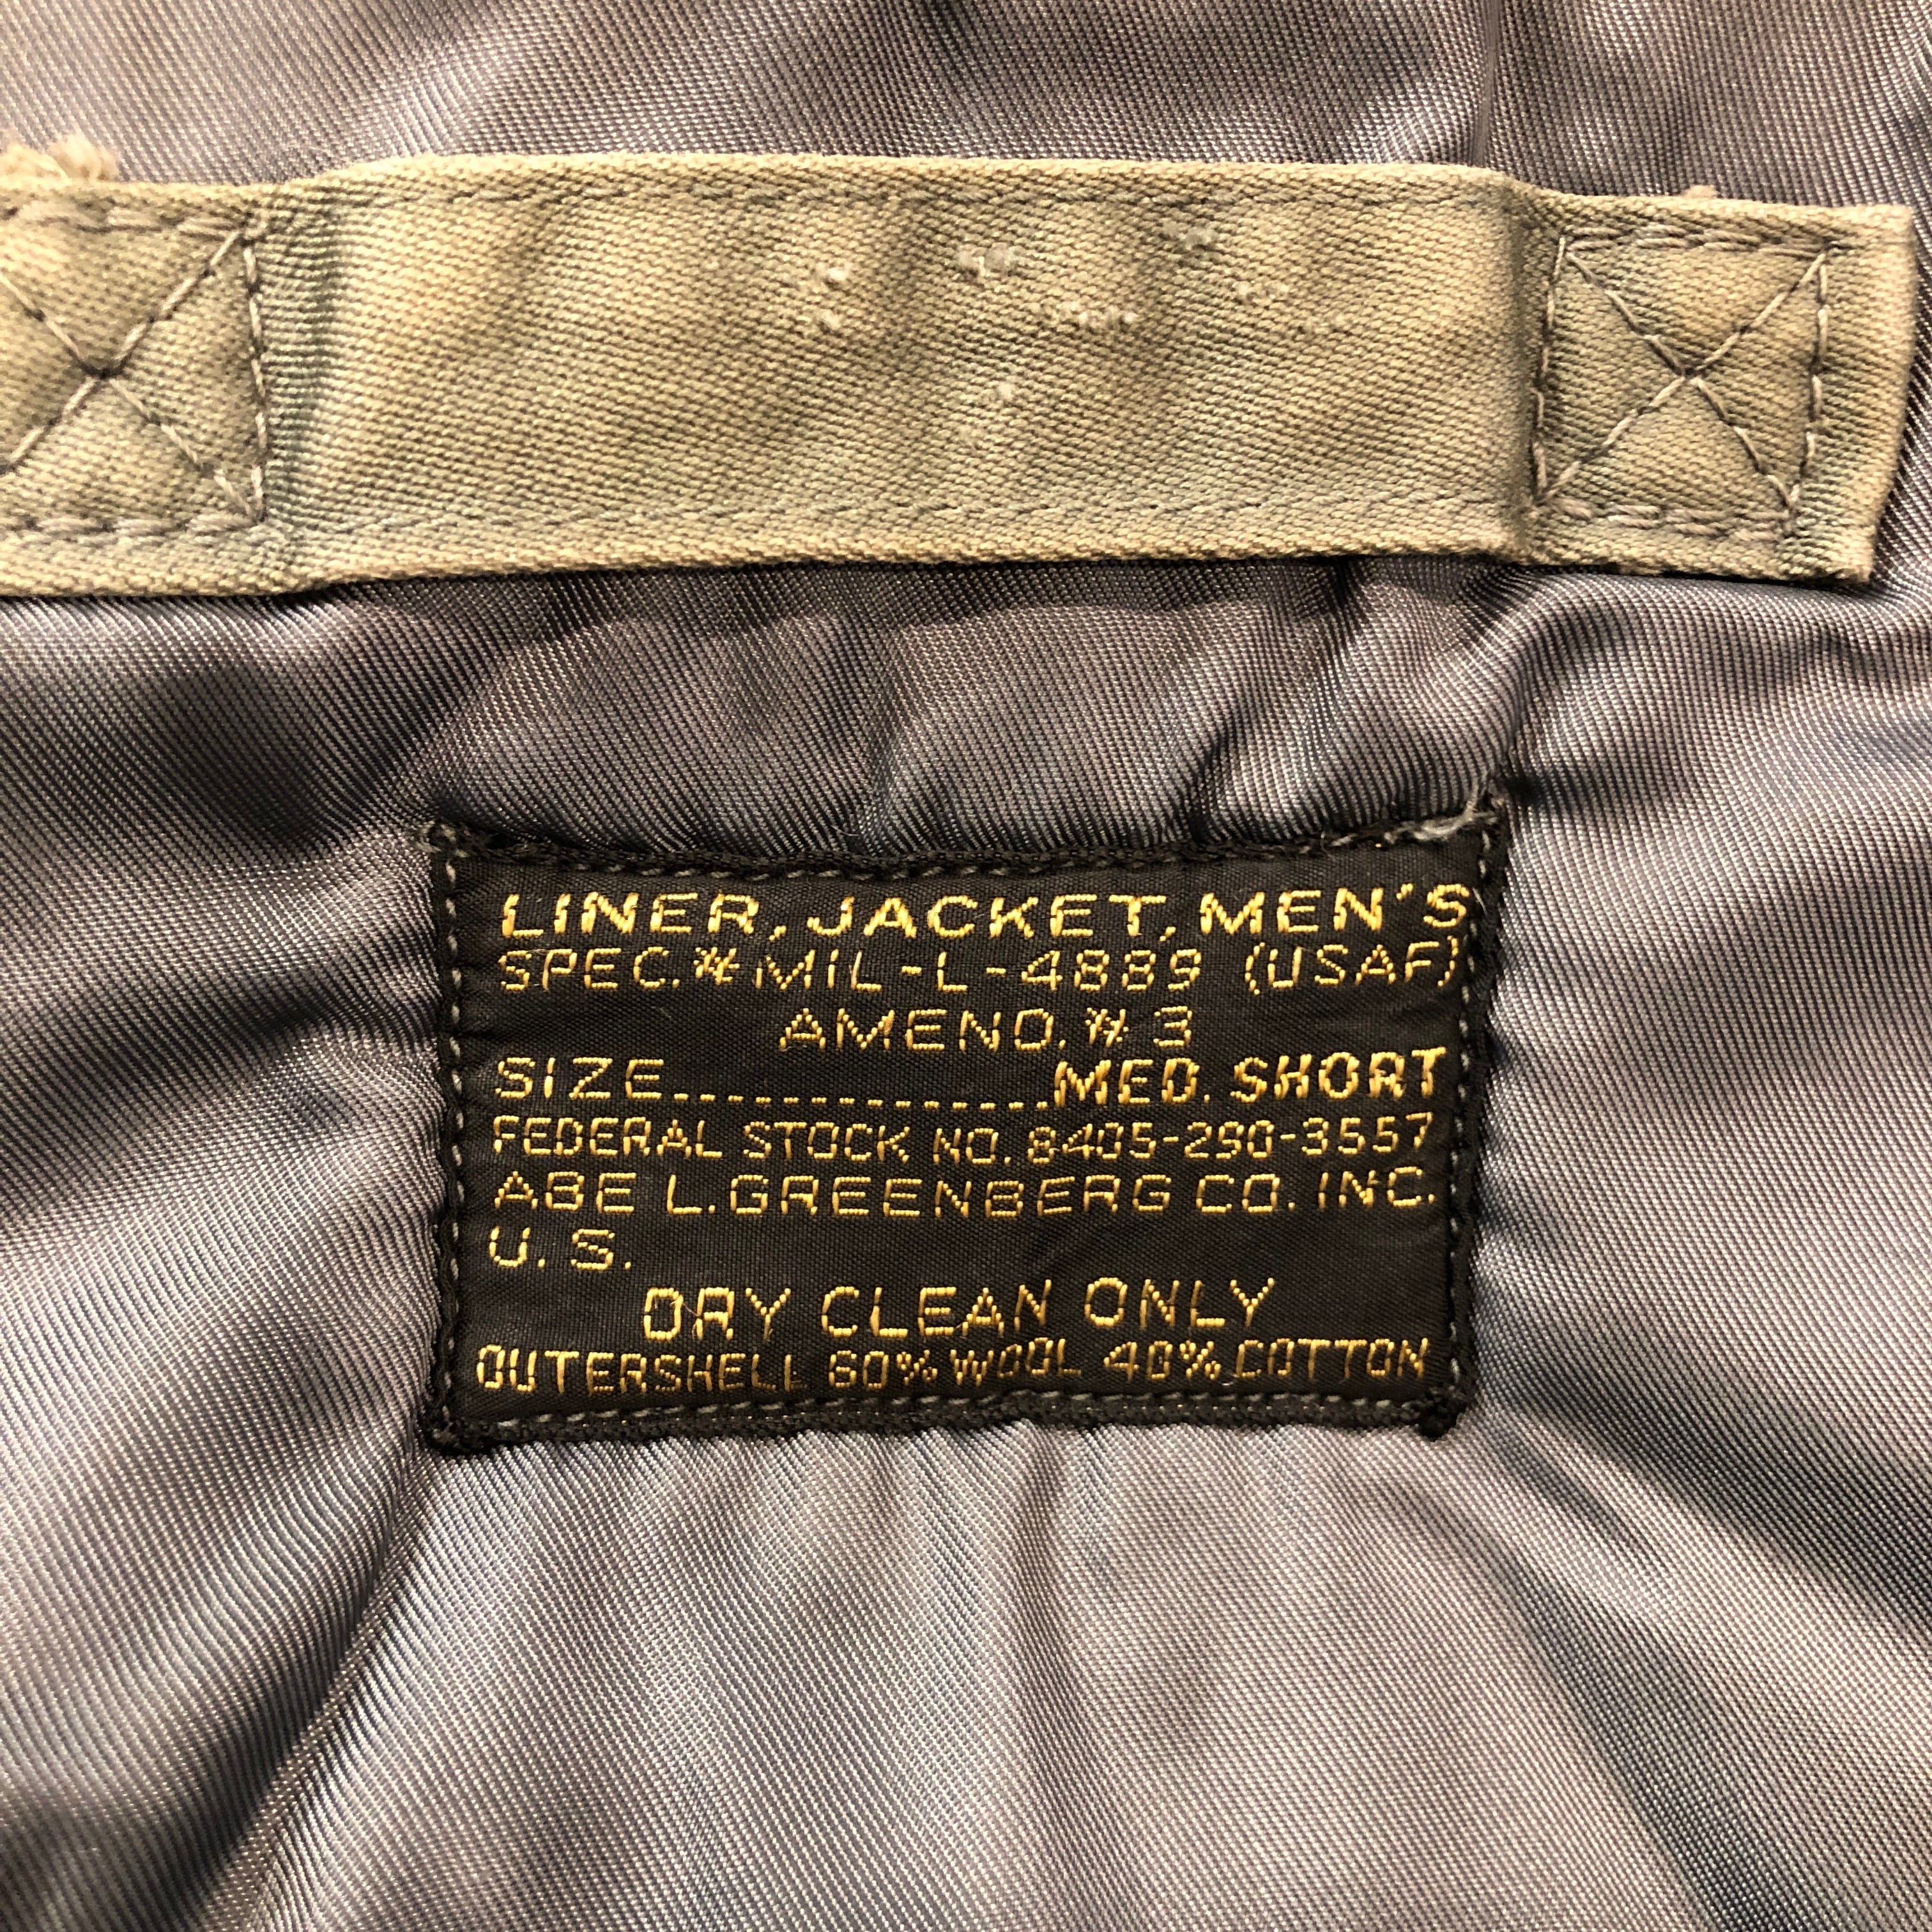 LINER, JACKET, MEN'S
SPEC.# MIL-L-4889 (USAF)
AMEND. # 3
SIZE................MED. SHORT
FEDERAL STOCK NO. 8405-290-3557
ABE L. GREENBERG CO. INC.
U. S.
DRY CLEAN ONLY
OUTERSHELL 60% WOOL 40% COTTON